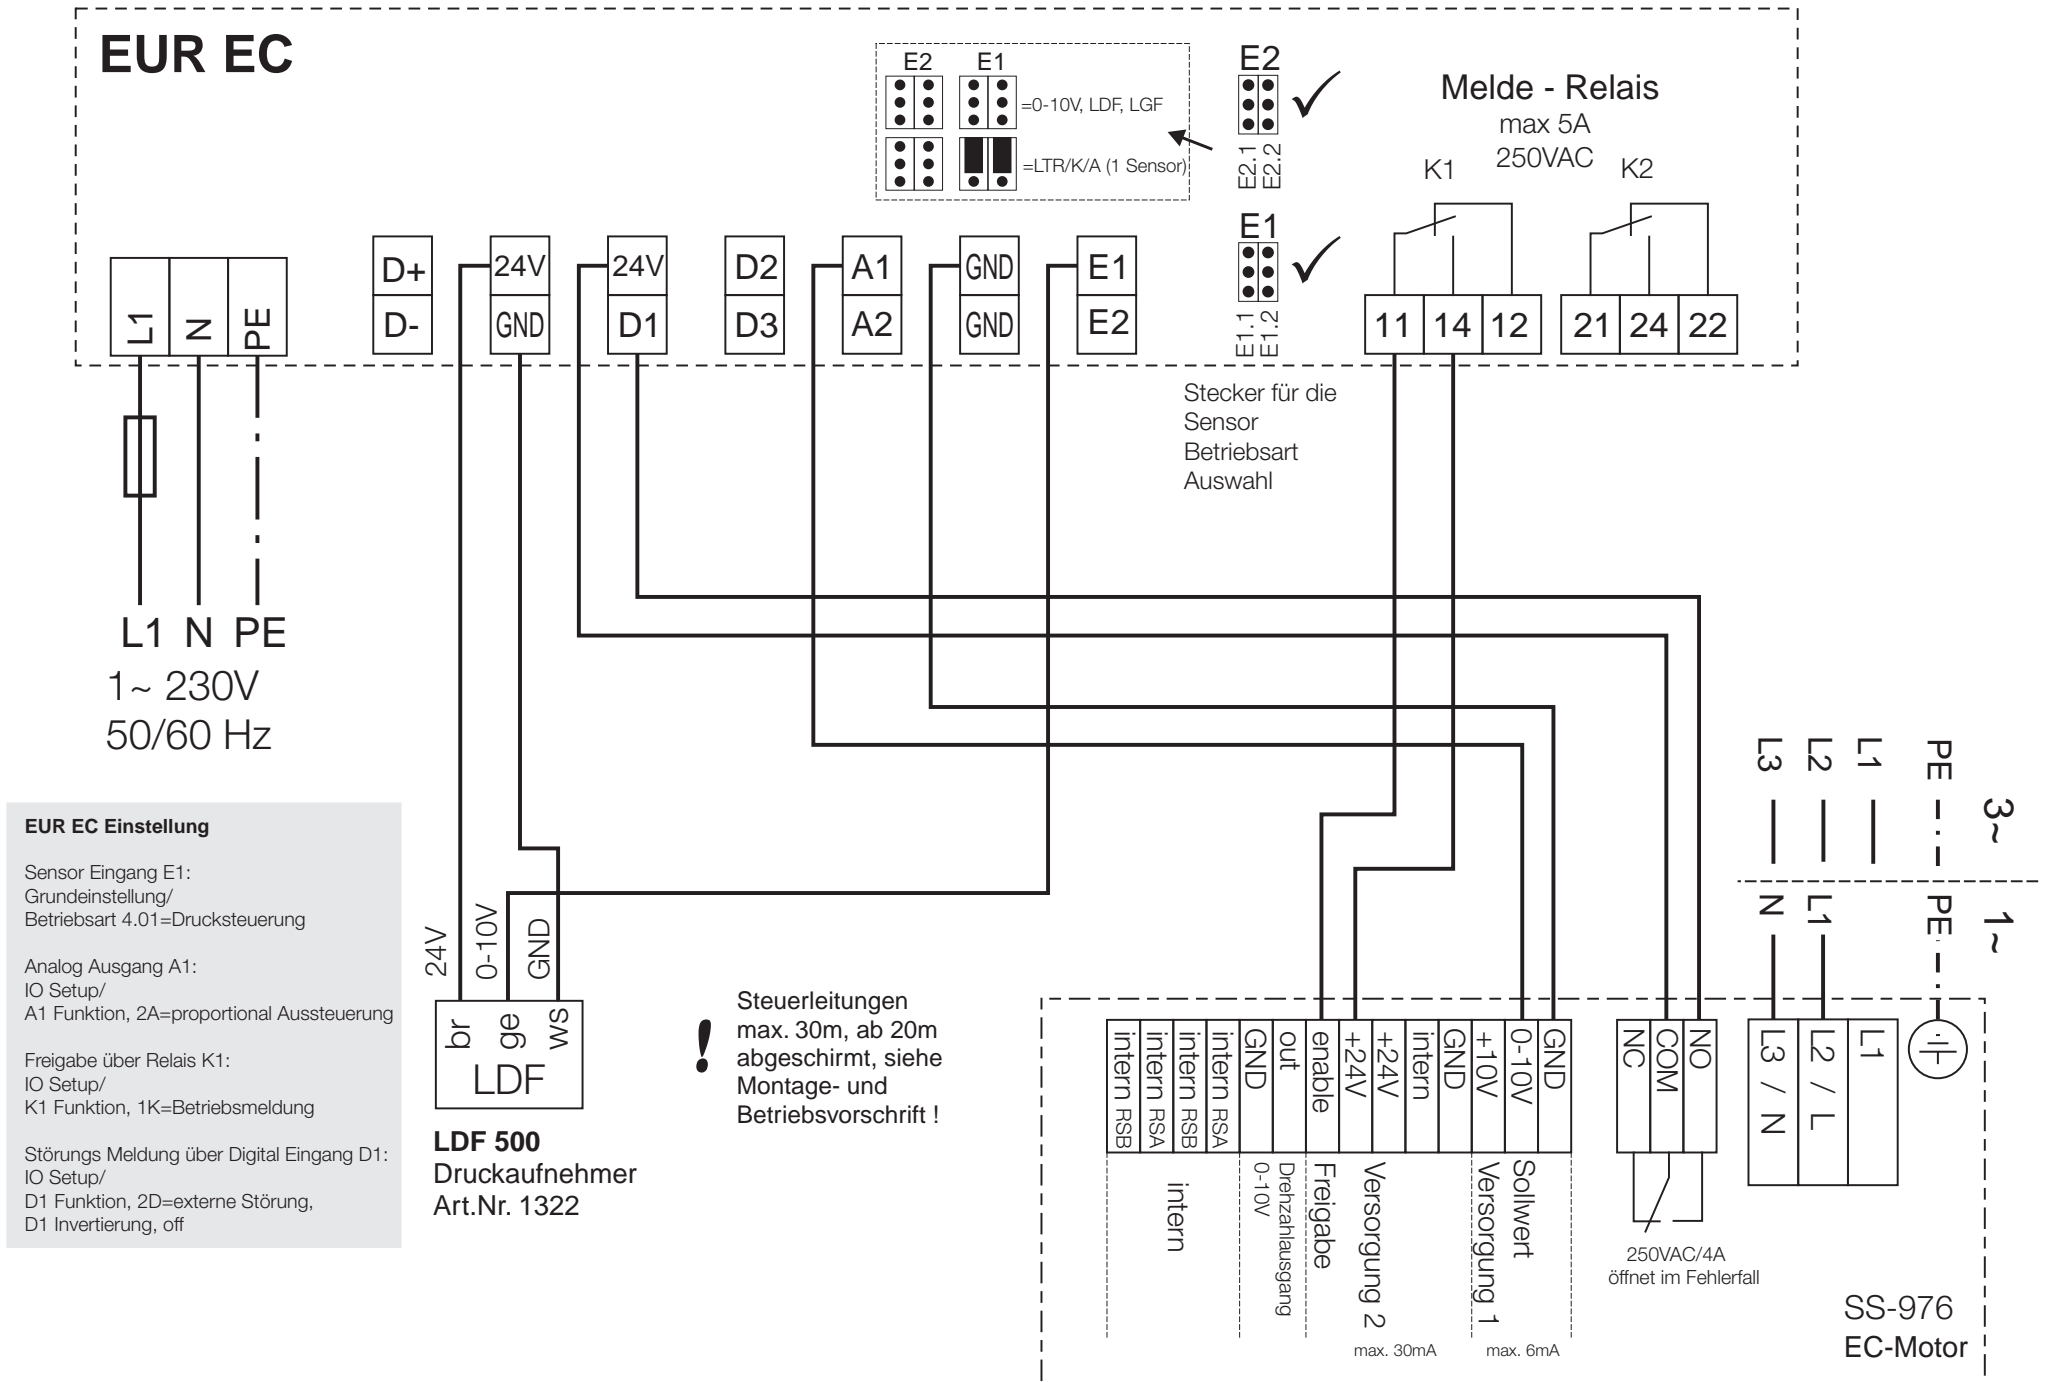 EUR EC
E2 E1
=0-10V, LDF, LGF
=LTR/K/A (1 Sensor)
E2
E2.1
E2.2
E1
E1.1
E1.2
Melde - Relais
max 5A
250VAC
K1 K2
L1 N PE
D+ 24V 24V D2 A1 GND E1
D- GND D1 D3 A2 GND E2
11 14 12 21 24 22
Stecker für die
Sensor
Betriebsart
Auswahl
L1 N PE
1~ 230V
50/60 Hz
EUR EC Einstellung
Sensor Eingang E1:
Grundeinstellung/
Betriebsart 4.01=Drucksteuerung
Analog Ausgang A1:
IO Setup/
A1 Funktion, 2A=proportional Aussteuerung
Freigabe über Relais K1:
IO Setup/
K1 Funktion, 1K=Betriebsmeldung
Störungs Meldung über Digital Eingang D1:
IO Setup/
D1 Funktion, 2D=externe Störung,
D1 Invertierung, off
24V
0-10V
GND
br
ge
ws
LDF
LDF 500
Druckaufnehmer
Art.Nr. 1322
!
Steuerleitungen
max. 30m, ab 20m
abgeschirmt, siehe
Montage- und
Betriebsvorschrift !
L3 L2 L1 PE 3~
N L1 PE 1~
intern RSB
intern RSA
intern RSB
intern RSA
GND
out
enable
+24V
+24V
intern
GND
+10V
0-10V
GND
intern
0-10V
Drehzahlausgang
Freigabe
Versorgung 2
Versorgung 1
Sollwert
max. 30mA
max. 6mA
NC
COM
NO
250VAC/4A
öffnet im Fehlerfall
L3 / N
L2 / L
L1
SS-976
EC-Motor